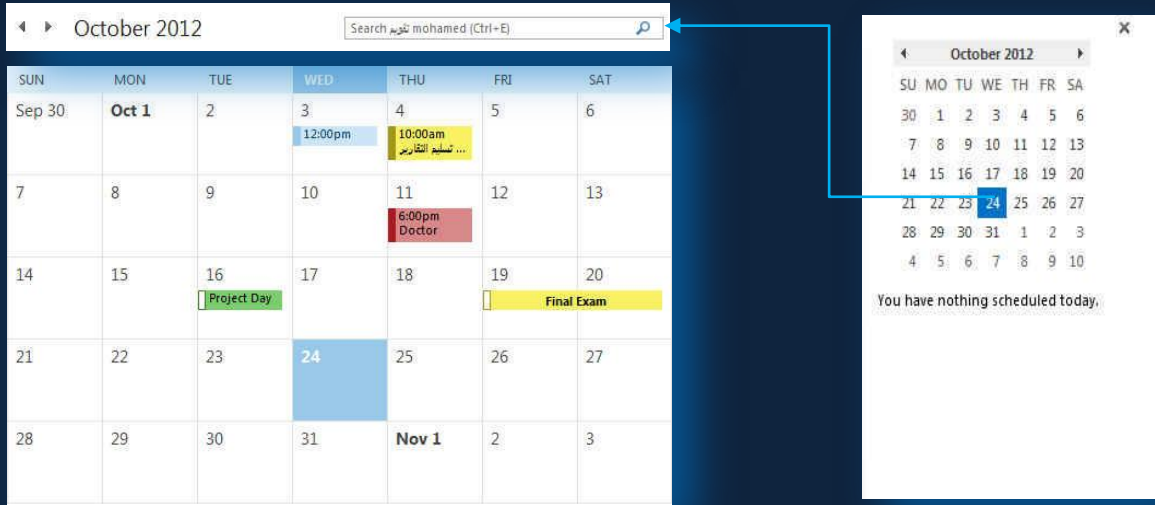 October 2012
Search تقويم mohamed (Ctrl+E)
SUN MON TUE WED THU FRI SAT
Sep 30 Oct 1 2 3 4 5 6
12:00pm 10:00am
تسليم التقارير ...
7 8 9 10 11 12 13
6:00pm
Doctor
14 15 16 17 18 19 20
Project Day Final Exam
21 22 23 24 25 26 27
28 29 30 31 Nov 1 2 3
October 2012
SU MO TU WE TH FR SA
30 1 2 3 4 5 6
7 8 9 10 11 12 13
14 15 16 17 18 19 20
21 22 23 24 25 26 27
28 29 30 31 1 2 3
4 5 6 7 8 9 10
You have nothing scheduled today.